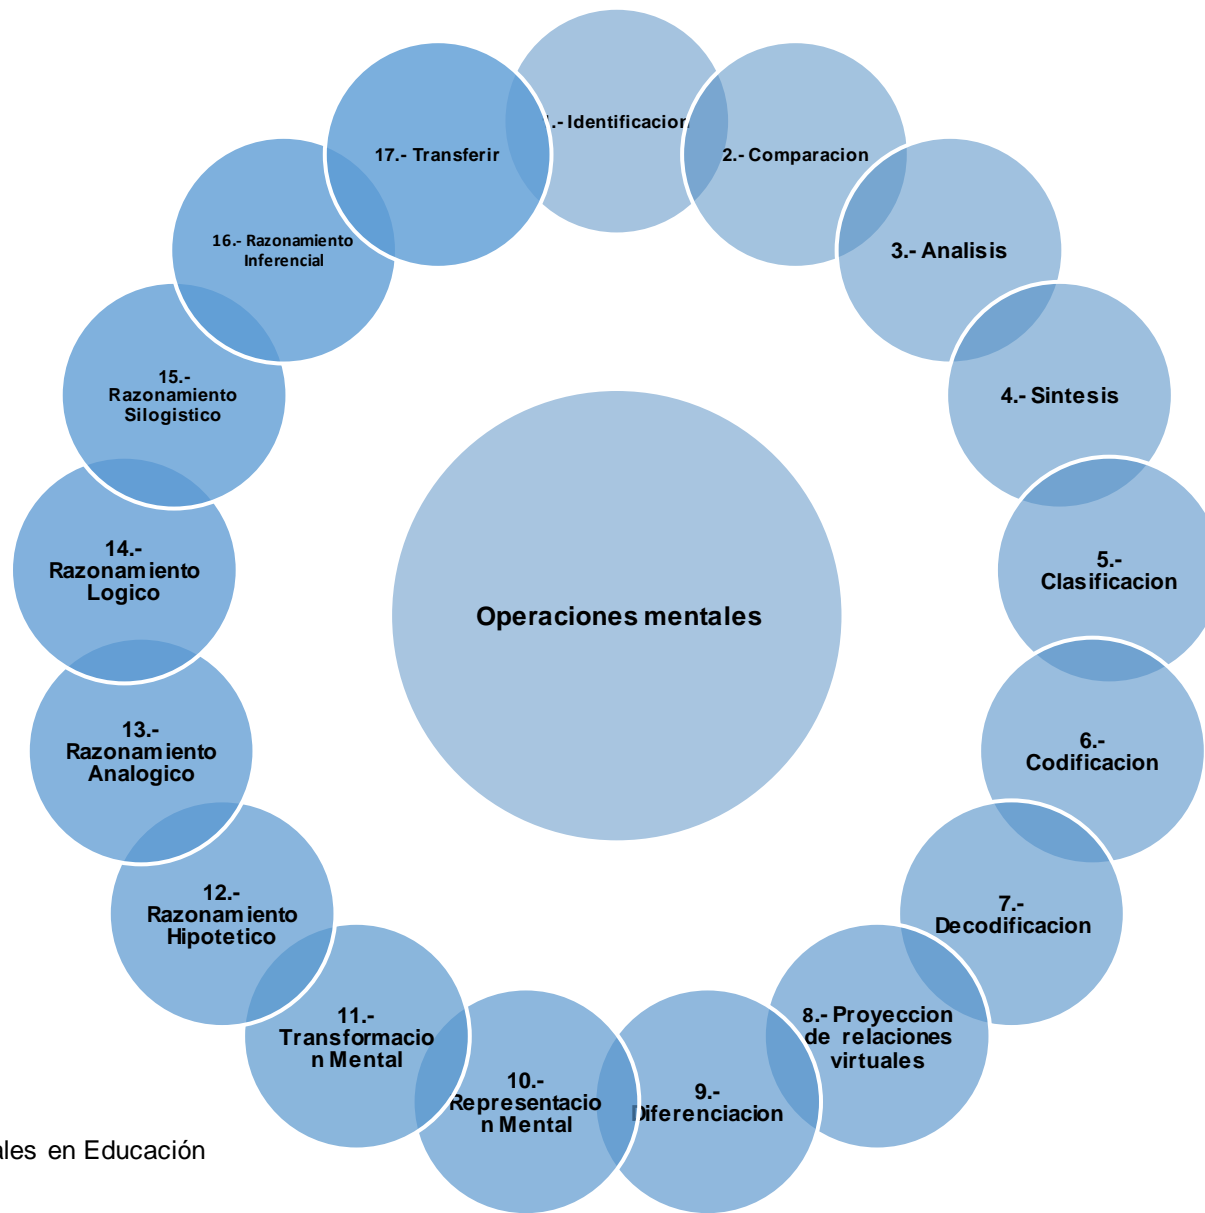 1.- Identificacion
2.- Comparacion
3.- Analisis
4.- Sintesis
5.-
Clasificacion
6.-
Codificacion
7.-
Decodificacion
8.- Proyeccion
de relaciones
virtuales
9.-
Diferenciacion
10.-
Representacio
n Mental
11.-
Transformacio
n Mental
12.-
Razonamiento
Hipotetico
13.-
Razonamiento
Analogico
14.-
Razonamiento
Logico
15.-
Razonamiento
Silogistico
16.- Razonamiento
Inferencial
17.- Transferir
Operaciones mentales
en Educación